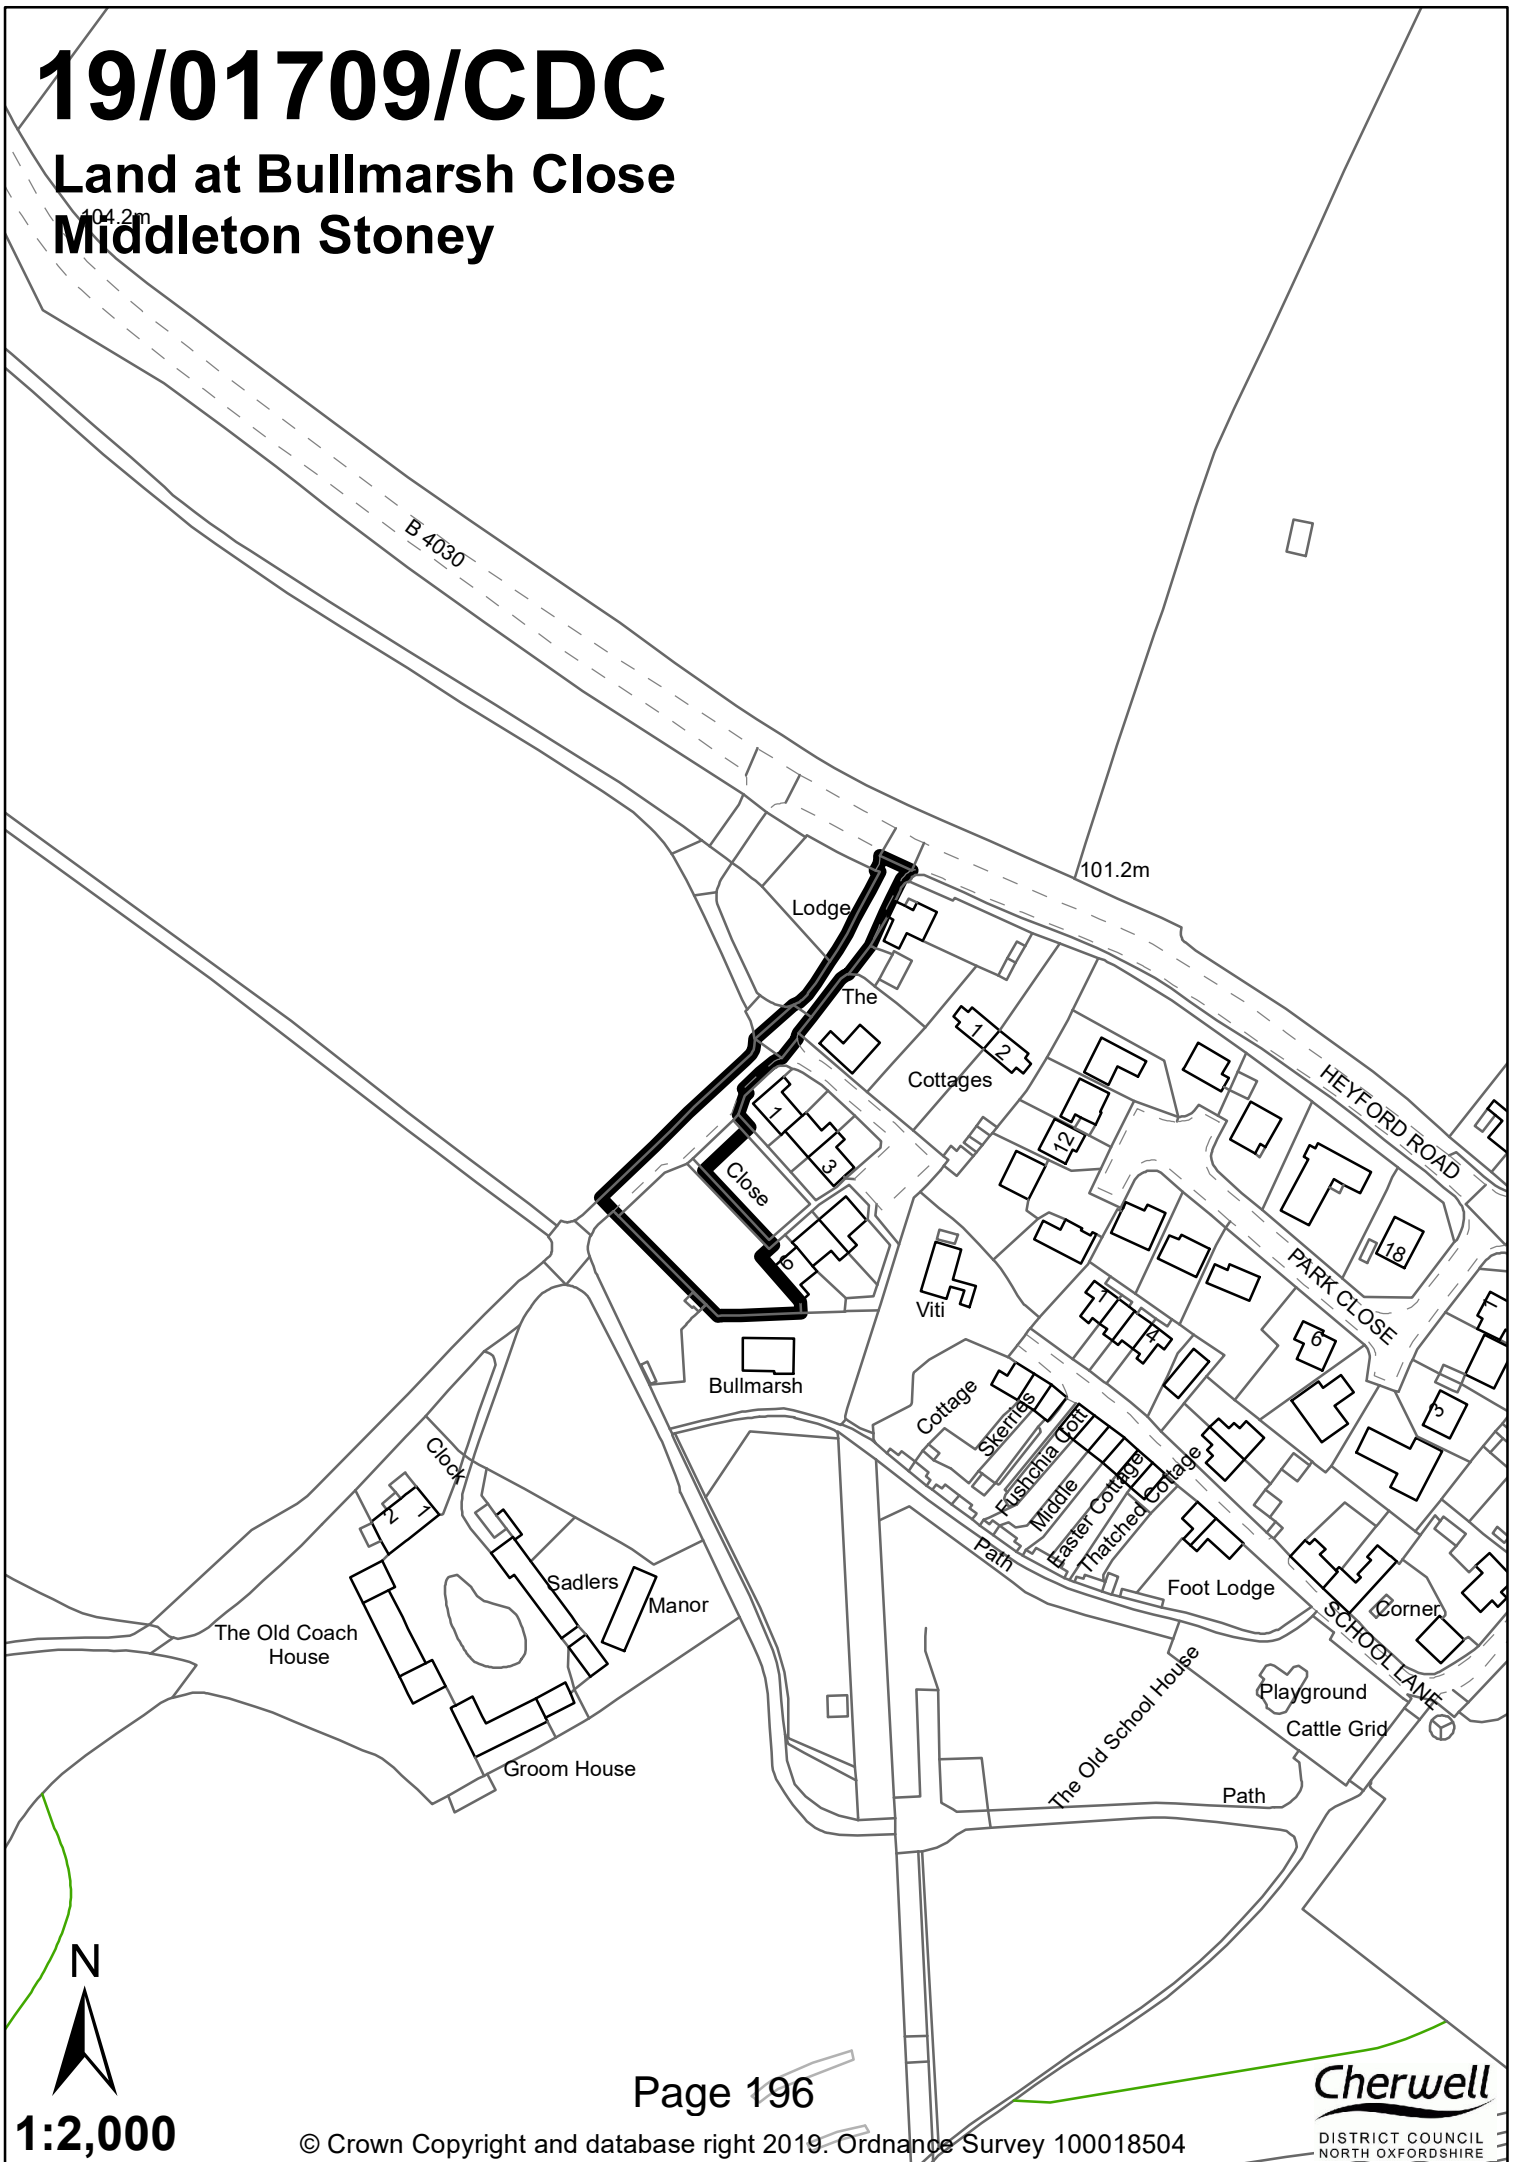 19/01709/CDC
Land at Bullmarsh Close
Middleton Stoney
104.2m
B 4030
101.2m
Lodge
The
1
2
Cottages
HEYFORD ROAD
1
3
Close
12
18
PARK CLOSE
6
Viti
1
4
6
3
Bullmarsh
Cottage
Skerries
Fushchia Cott
Middle
Easter Cottage
Thatched Cottage
Clock
2
1
Path
Foot Lodge
Sadlers
Manor
SCHOOL LANE
Corner
The Old Coach
House
The Old School House
Playground
Cattle Grid
Groom House
Path
N
1:2,000
Page 196
© Crown Copyright and database right 2019. Ordnance Survey 100018504
Cherwell
DISTRICT COUNCIL
NORTH OXFORDSHIRE